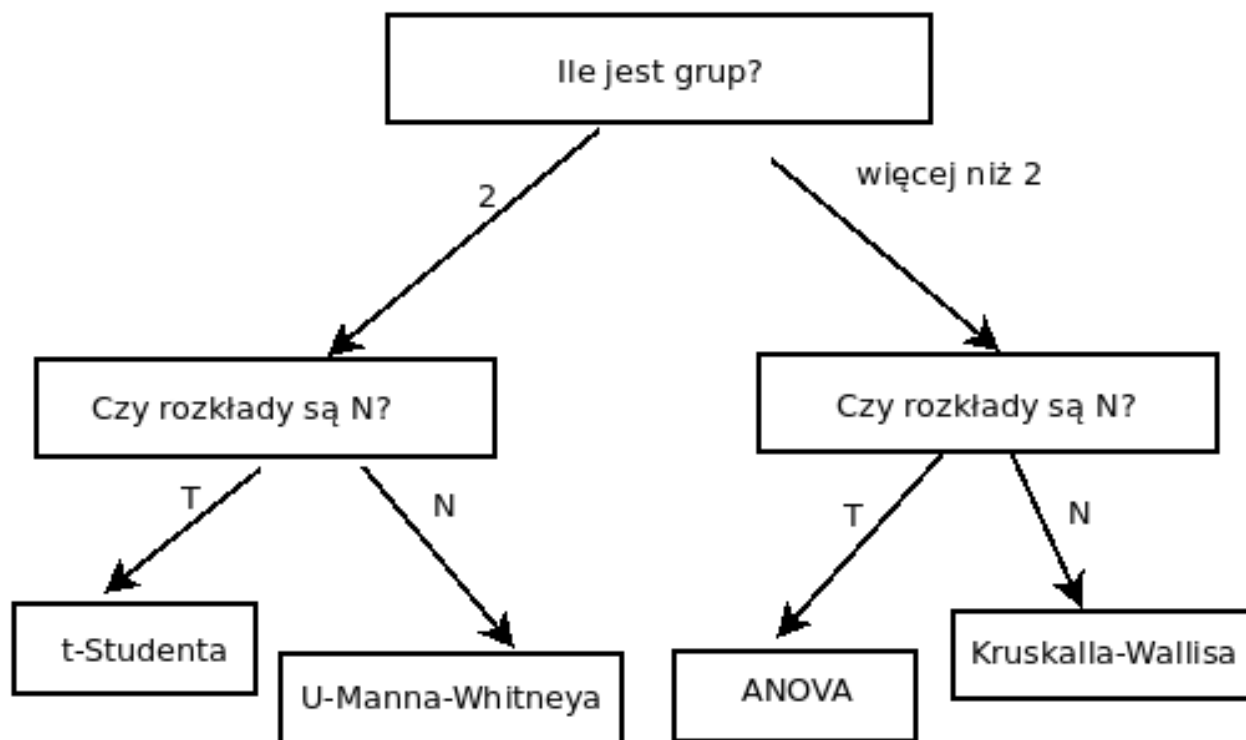 Ile jest grup?
2
więcej niż 2
Czy rozkłady są N?
Czy rozkłady są N?
T
N
T
N
t-Studenta
U-Manna-Whitneya
ANOVA
Kruskalla-Wallisa